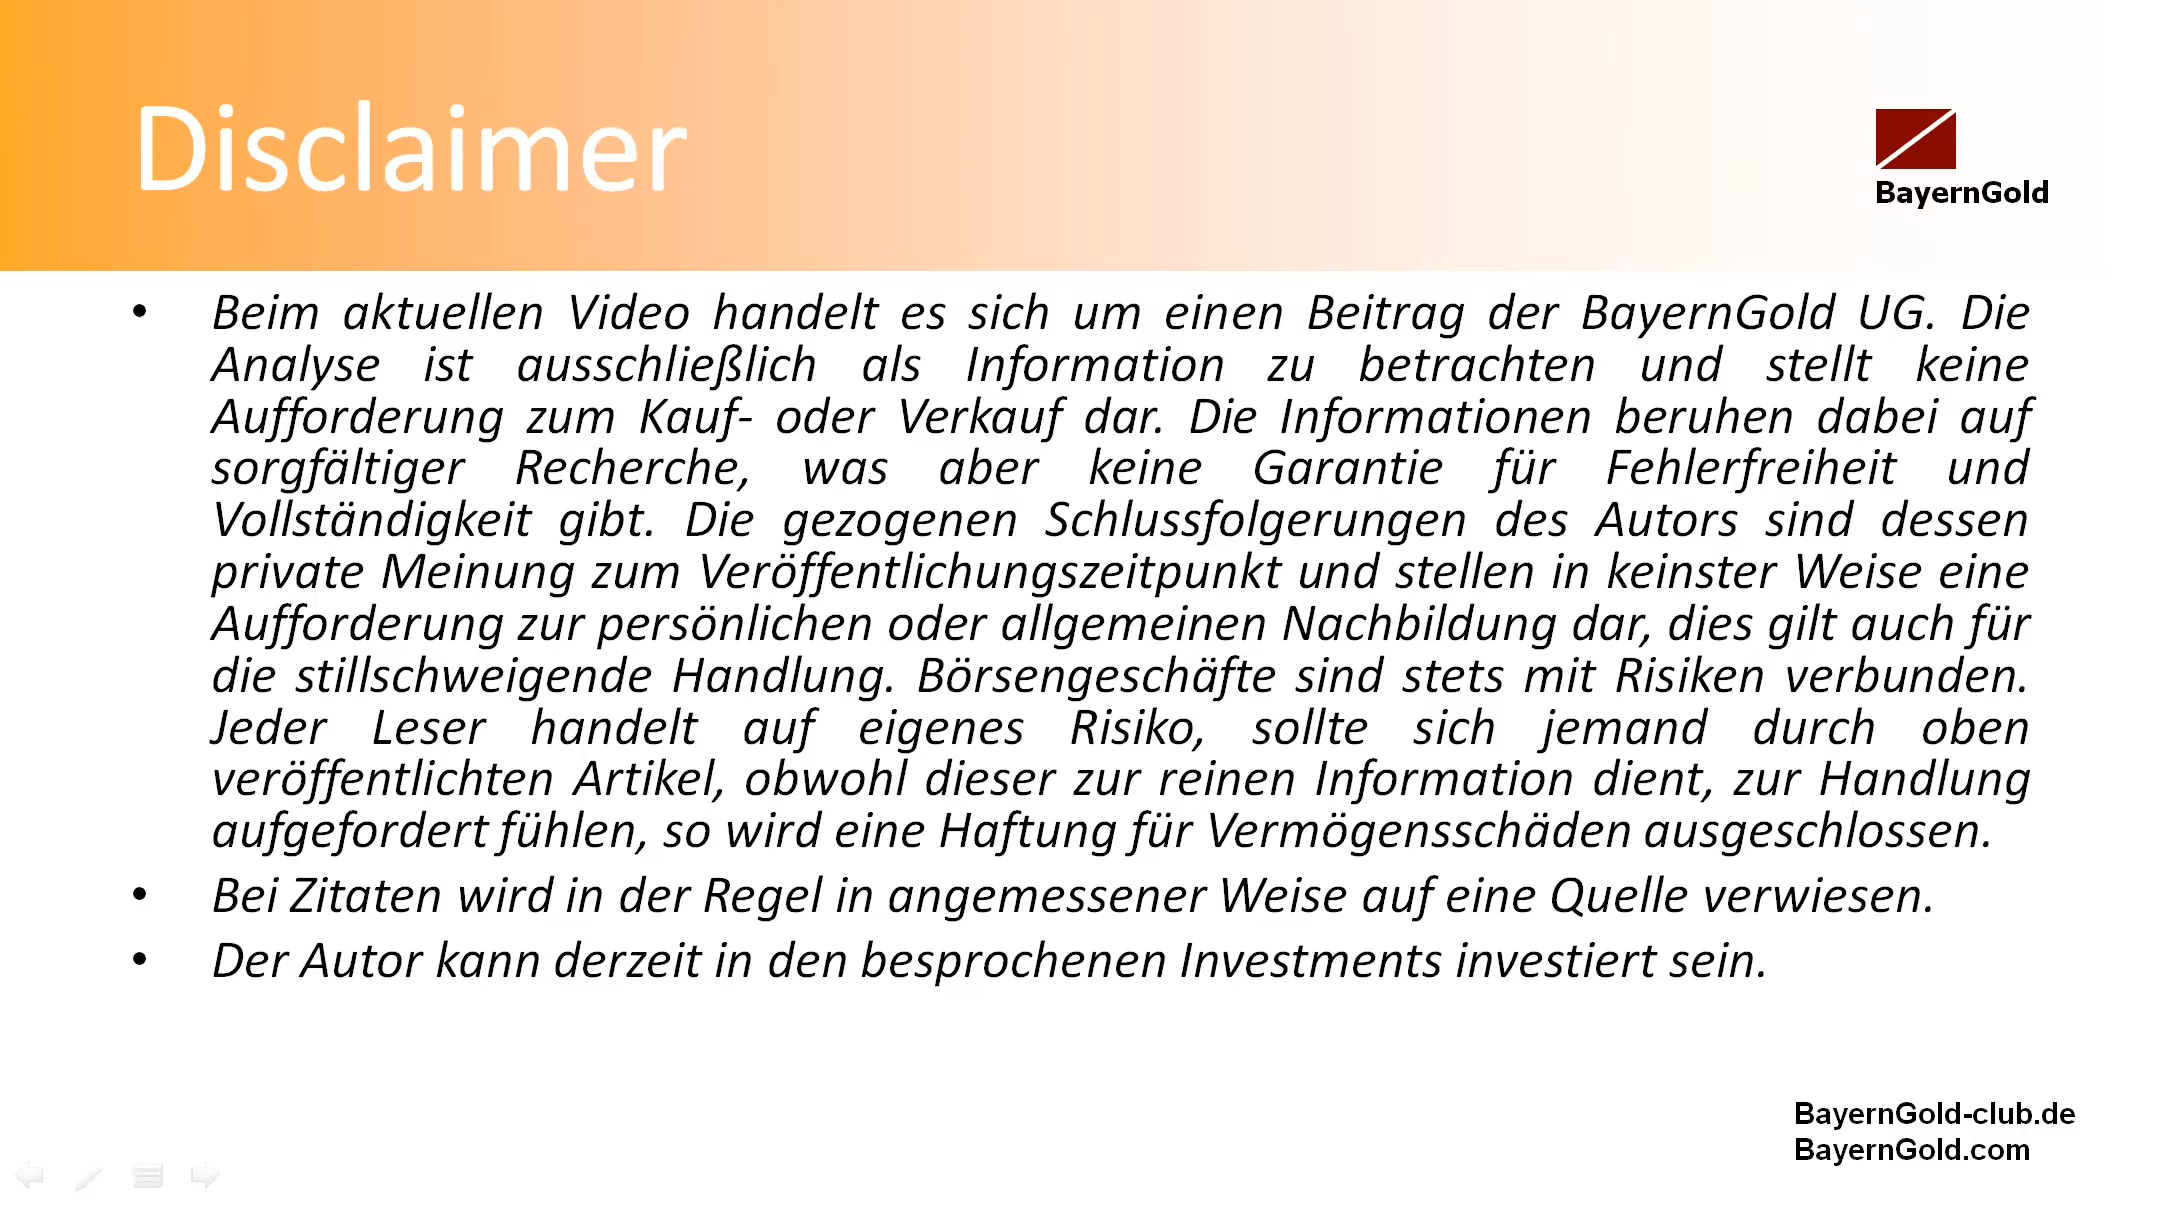 Disclaimer
BayernGold
• Beim aktuellen Video handelt es sich um einen Beitrag der BayernGold UG. Die
Analyse ist ausschließlich als Information zu betrachten und stellt keine
Aufforderung zum Kauf- oder Verkauf dar. Die Informationen beruhen dabei auf
sorgfältiger Recherche, was aber keine Garantie für Fehlerfreiheit und
Vollständigkeit gibt. Die gezogenen Schlussfolgerungen des Autors sind dessen
private Meinung zum Veröffentlichungszeitpunkt und stellen in keinster Weise eine
Aufforderung zur persönlichen oder allgemeinen Nachbildung dar, dies gilt auch für
die stillschweigende Handlung. Börsengeschäfte sind stets mit Risiken verbunden.
Jeder Leser handelt auf eigenes Risiko, sollte sich jemand durch oben
veröffentlichten Artikel, obwohl dieser zur reinen Information dient, zur Handlung
aufgefordert fühlen, so wird eine Haftung für Vermögensschäden ausgeschlossen.
• Bei Zitaten wird in der Regel in angemessener Weise auf eine Quelle verwiesen.
• Der Autor kann derzeit in den besprochenen Investments investiert sein.
BayernGold-club.de
BayernGold.com